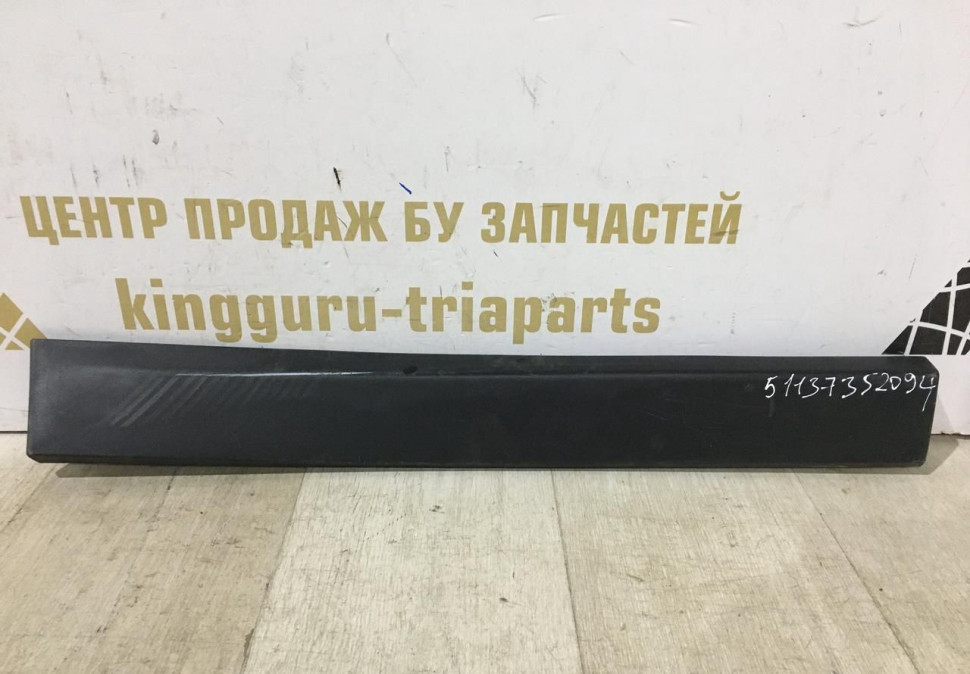 ЦЕНТР ПРОДАЖ БУ ЗАПЧАСТЕЙ
kingguru-triaparts
51137352094